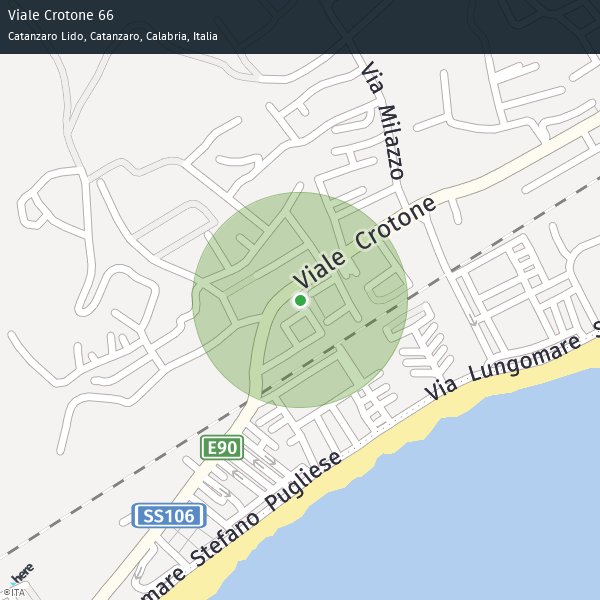 Viale Crotone 66
Catanzaro Lido, Catanzaro, Calabria, Italia
Via Milazzo
Viale Crotone
Via Lungomare S
E90
SS106
mare Stefano Pugliese
here
©ITA